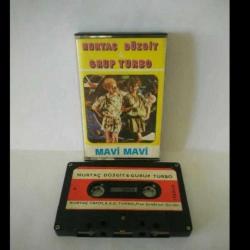 NURTAÇ DÜZGİT
GRUP TURBO
MAVİ MAVİ
NURTAÇ DÜZGİT & GURUP TURBO